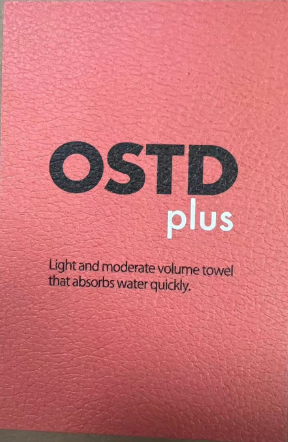 OSTD
plus
Light and moderate volume towel
that absorbs water quickly.